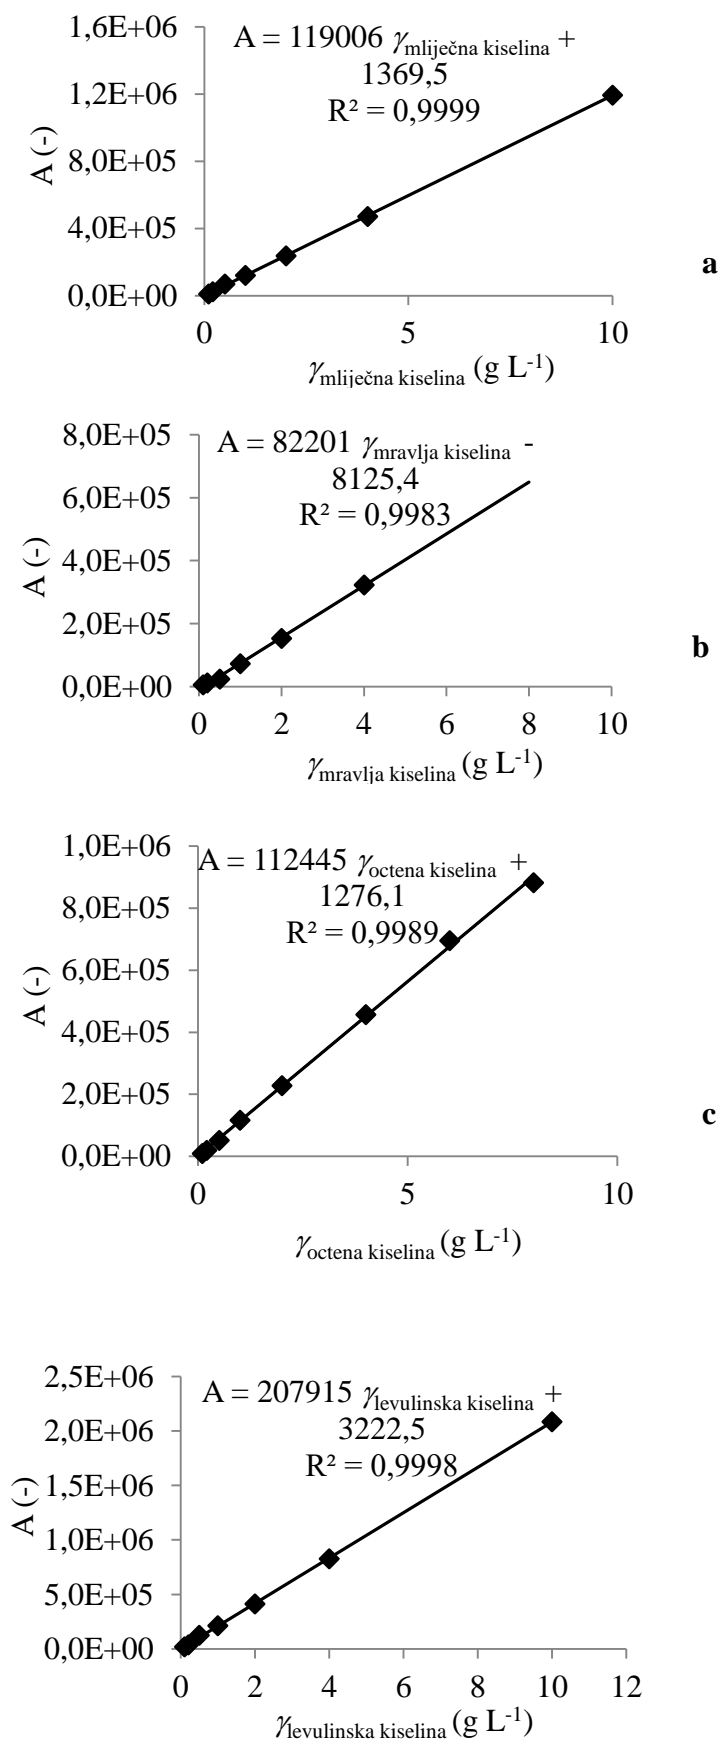 A = 119006 γmliječna kiselina +
1369,5
R² = 0,9999
1,6E+06
1,2E+06
8,0E+05
4,0E+05
0,0E+00
A (-)
0 5 10
γmliječna kiselina (g L-1)
a
A = 82201 γmravlja kiselina -
8125,4
R² = 0,9983
8,0E+05
6,0E+05
4,0E+05
2,0E+05
0,0E+00
A (-)
0 2 4 6 8 10
γmravlja kiselina (g L-1)
b
A = 112445 γoctena kiselina +
1276,1
R² = 0,9989
1,0E+06
8,0E+05
6,0E+05
4,0E+05
2,0E+05
0,0E+00
A (-)
0 5 10
γoctena kiselina (g L-1)
c
A = 207915 γlevulinska kiselina +
3222,5
R² = 0,9998
2,5E+06
2,0E+06
1,5E+06
1,0E+06
5,0E+05
0,0E+00
A (-)
0 2 4 6 8 10 12
γlevulinska kiselina (g L-1)